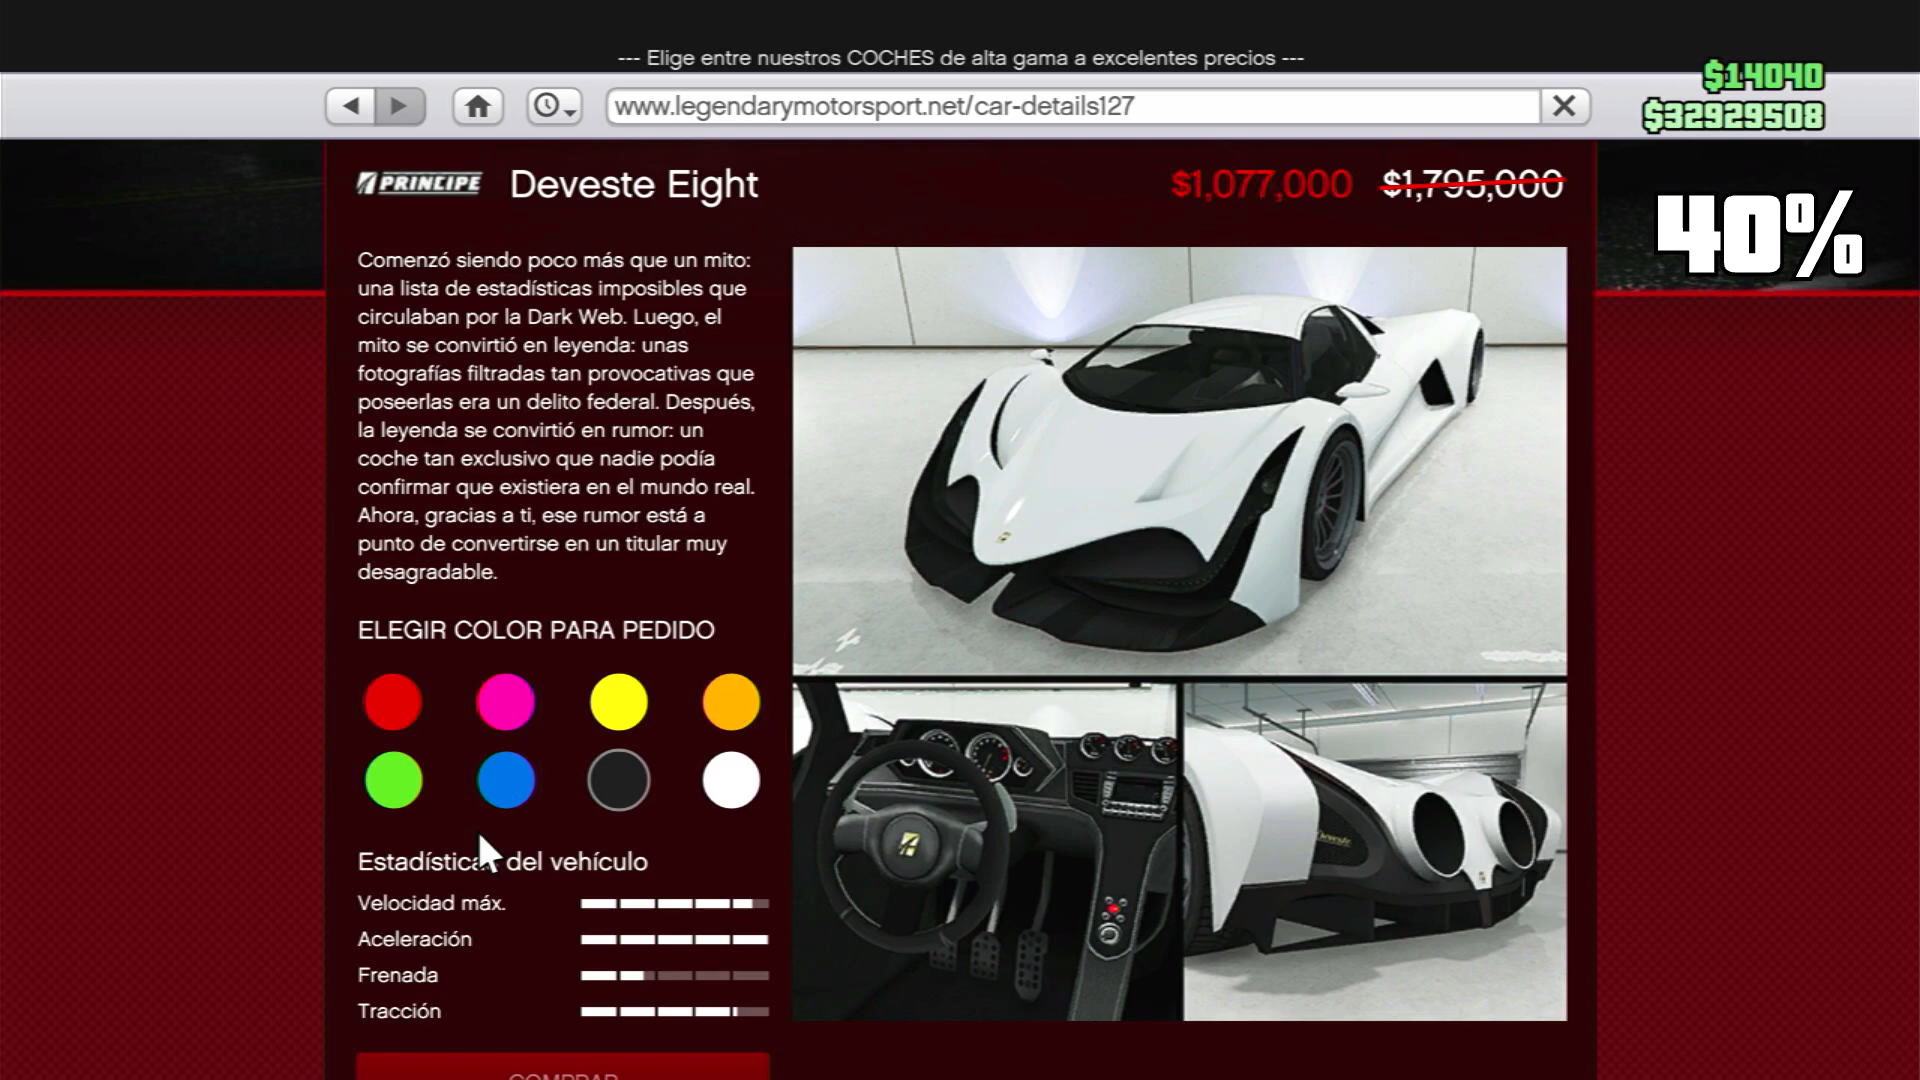 --- Elige entre nuestros COCHES de alta gama a excelentes precios ---
$14040
www.legendarymotorsport.net/car-details127
$32929508
PRINCIPE Deveste Eight $1,077,000 $1,795,000
40%
Comenzó siendo poco más que un mito:
una lista de estadísticas imposibles que
circulaban por la Dark Web. Luego, el
mito se convirtió en leyenda: unas
fotografías filtradas tan provocativas que
poseerlas era un delito federal. Después,
la leyenda se convirtió en rumor: un
coche tan exclusivo que nadie podía
confirmar que existiera en el mundo real.
Ahora, gracias a ti, ese rumor está a
punto de convertirse en un titular muy
desagradable.
ELEGIR COLOR PARA PEDIDO
Estadísticas del vehículo
Velocidad máx.
Aceleración
Frenada
Tracción
COMPRAR